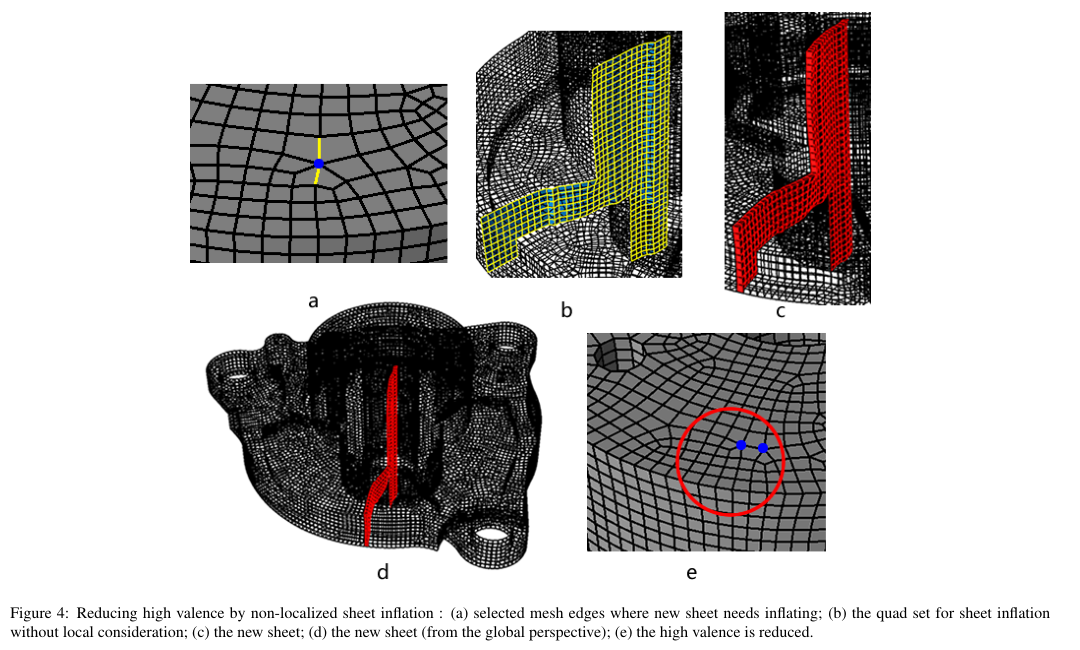 a
b
c
d
e
Figure 4: Reducing high valence by non-localized sheet inflation : (a) selected mesh edges where new sheet needs inflating; (b) the quad set for sheet inflation
without local consideration; (c) the new sheet; (d) the new sheet (from the global perspective); (e) the high valence is reduced.